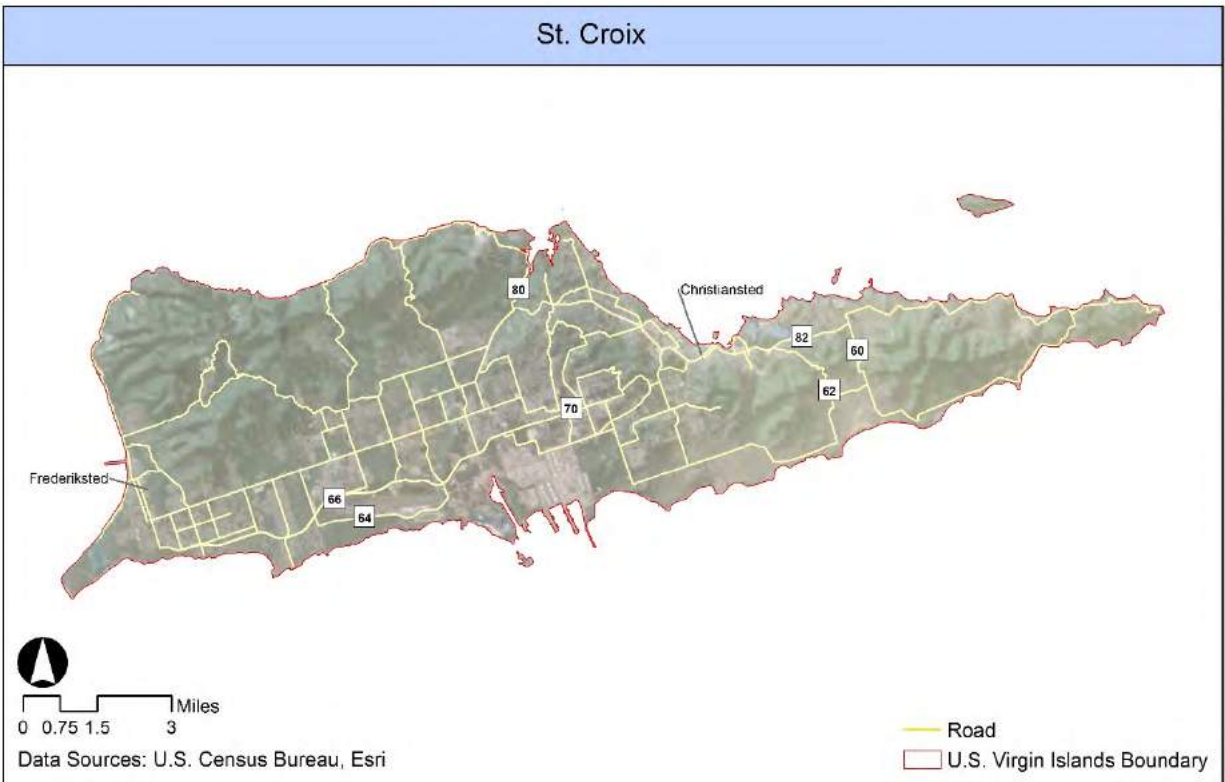 St. Croix
80
Christiansted
82
60
62
70
Frederiksted
66
64
Miles
0 0.75 1.5 3
Data Sources: U.S. Census Bureau, Esri
Road
U.S. Virgin Islands Boundary